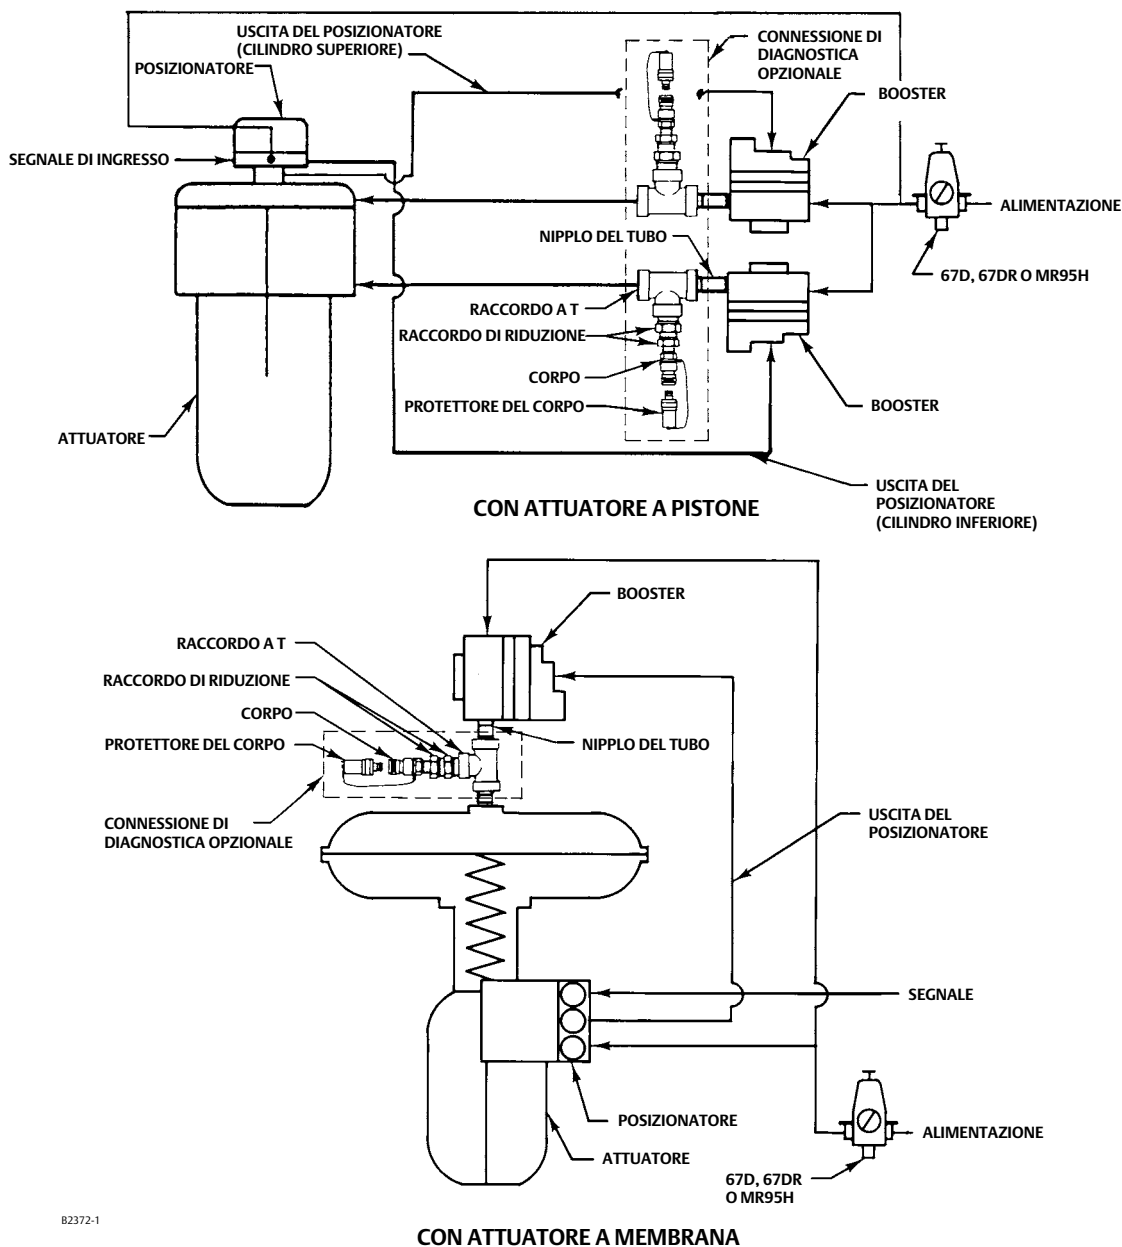 USCITA DEL POSIZIONATORE
(CILINDRO SUPERIORE)
POSIZIONATORE
CONNESSIONE DI
DIAGNOSTICA
OPZIONALE
BOOSTER
SEGNALE DI INGRESSO
ALIMENTAZIONE
NIPPLO DEL TUBO
67D, 67DR O MR95H
RACCORDO A T
RACCORDO DI RIDUZIONE
CORPO
PROTETTORE DEL CORPO
BOOSTER
ATTUATORE
USCITA DEL
POSIZIONATORE
(CILINDRO INFERIORE)
CON ATTUATORE A PISTONE
BOOSTER
RACCORDO A T
RACCORDO DI RIDUZIONE
CORPO
PROTETTORE DEL CORPO
NIPPLO DEL TUBO
CONNESSIONE DI
DIAGNOSTICA OPZIONALE
USCITA DEL
POSIZIONATORE
SEGNALE
POSIZIONATORE
ALIMENTAZIONE
ATTUATORE
67D, 67DR
O MR95H
B2372-1
CON ATTUATORE A MEMBRANA